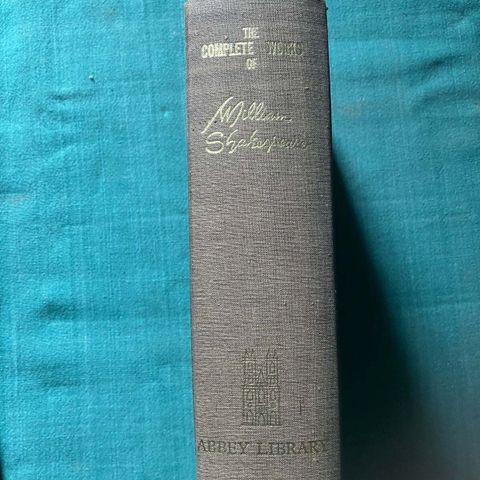 THE
COMPLETE WORKS
OF
William
Shakespeare
ABBEY LIBRARY